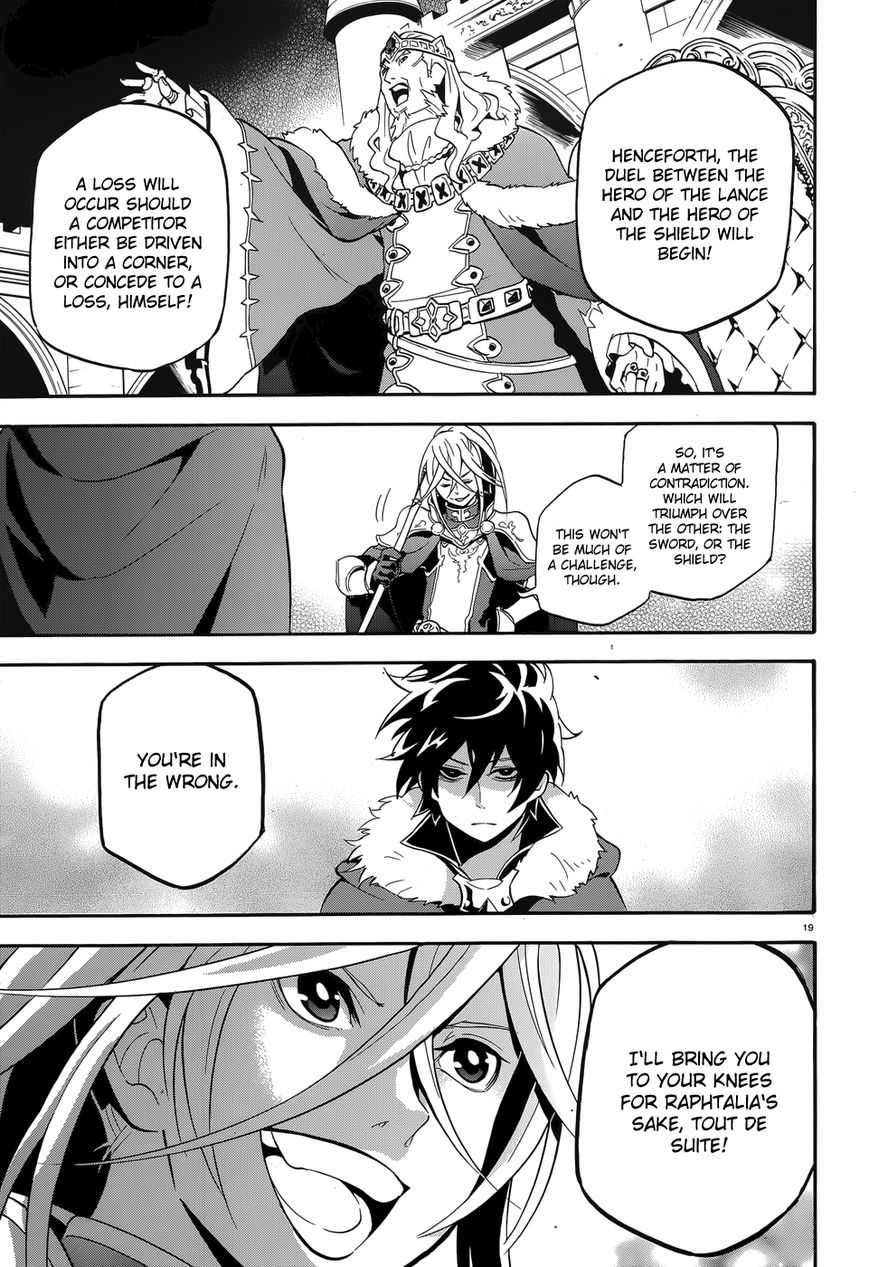 HENCEFORTH, THE
DUEL BETWEEN THE
HERO OF THE LANCE
AND THE HERO OF
THE SHIELD WILL
BEGIN!
A LOSS WILL
OCCUR SHOULD
A COMPETITOR
EITHER BE DRIVEN
INTO A CORNER,
OR CONCEDE TO A
LOSS, HIMSELF!
SO, IT'S
A MATTER OF
CONTRADICTION.
WHICH WILL
TRIUMPH OVER
THE OTHER: THE
SWORD, OR THE
SHIELD?
THIS WON'T
BE MUCH OF
A CHALLENGE,
THOUGH.
YOU'RE IN
THE WRONG.
19
I'LL BRING YOU
TO YOUR KNEES
FOR RAPHTALIA'S
SAKE, TOUT DE
SUITE!